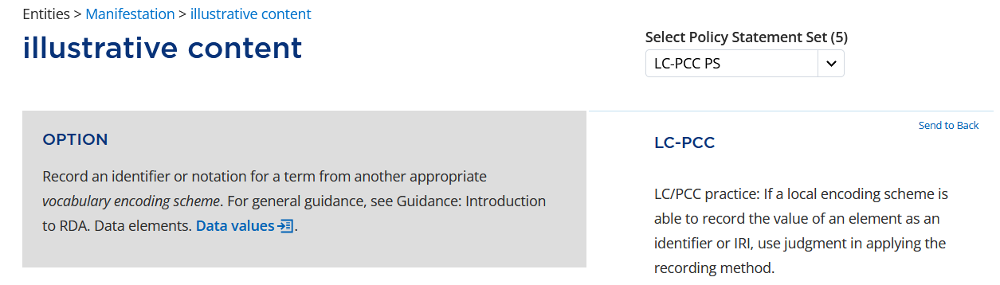 Entities > Manifestation > illustrative content
illustrative content
Select Policy Statement Set (5)
LC-PCC PS
OPTION
Record an identifier or notation for a term from another appropriate
vocabulary encoding scheme. For general guidance, see Guidance: Introduction
to RDA. Data elements. Data values.
Send to Back
LC-PCC
LC/PCC practice: If a local encoding scheme is
able to record the value of an element as an
identifier or IRI, use judgment in applying the
recording method.